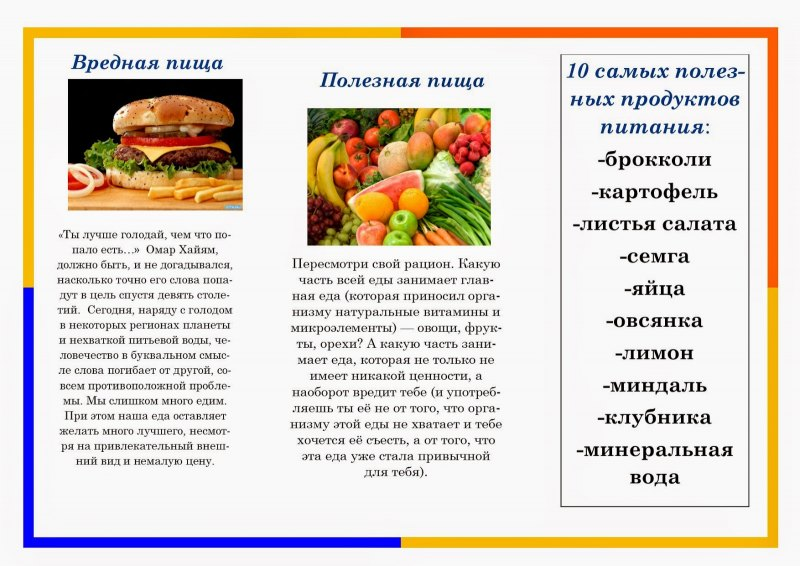 Вредная пища
«Ты лучше голодай, чем что по-
пало есть…» Омар Хайям,
должно быть, и не догадывался,
насколько точно его слова попа-
дут в цель спустя девять столе-
тий. Сегодня, наряду с голодом
в некоторых регионах планеты
и нехваткой питьевой воды, че-
ловечество в буквальном смыс-
ле слова погибает от другой, со-
всем противоположной пробле-
мы. Мы слишком много едим.
При этом наша еда оставляет
желать много лучшего, несмот-
ря на привлекательный внеш-
ний вид и немалую цену.
Полезная пища
Пересмотри свой рацион. Какую
часть всей еды занимает глав-
ная еда (которая приносил орга-
низму натуральные витамины и
микроэлементы) — овощи, фрук-
ты, орехи? А какую часть зани-
мает еда, которая не только не
имеет никакой ценности, а
наоборот вредит тебе (и употреб-
ляешь ты её не от того, что орга-
низму этой еды не хватает и тебе
хочется её съесть, а от того, что
эта еда уже стала привычной
для тебя).
10 самых полез-
ных продуктов
питания:
-брокколи
-картофель
-листья салата
-семга
-яйца
-овсянка
-лимон
-миндаль
-клубника
-минеральная
вода